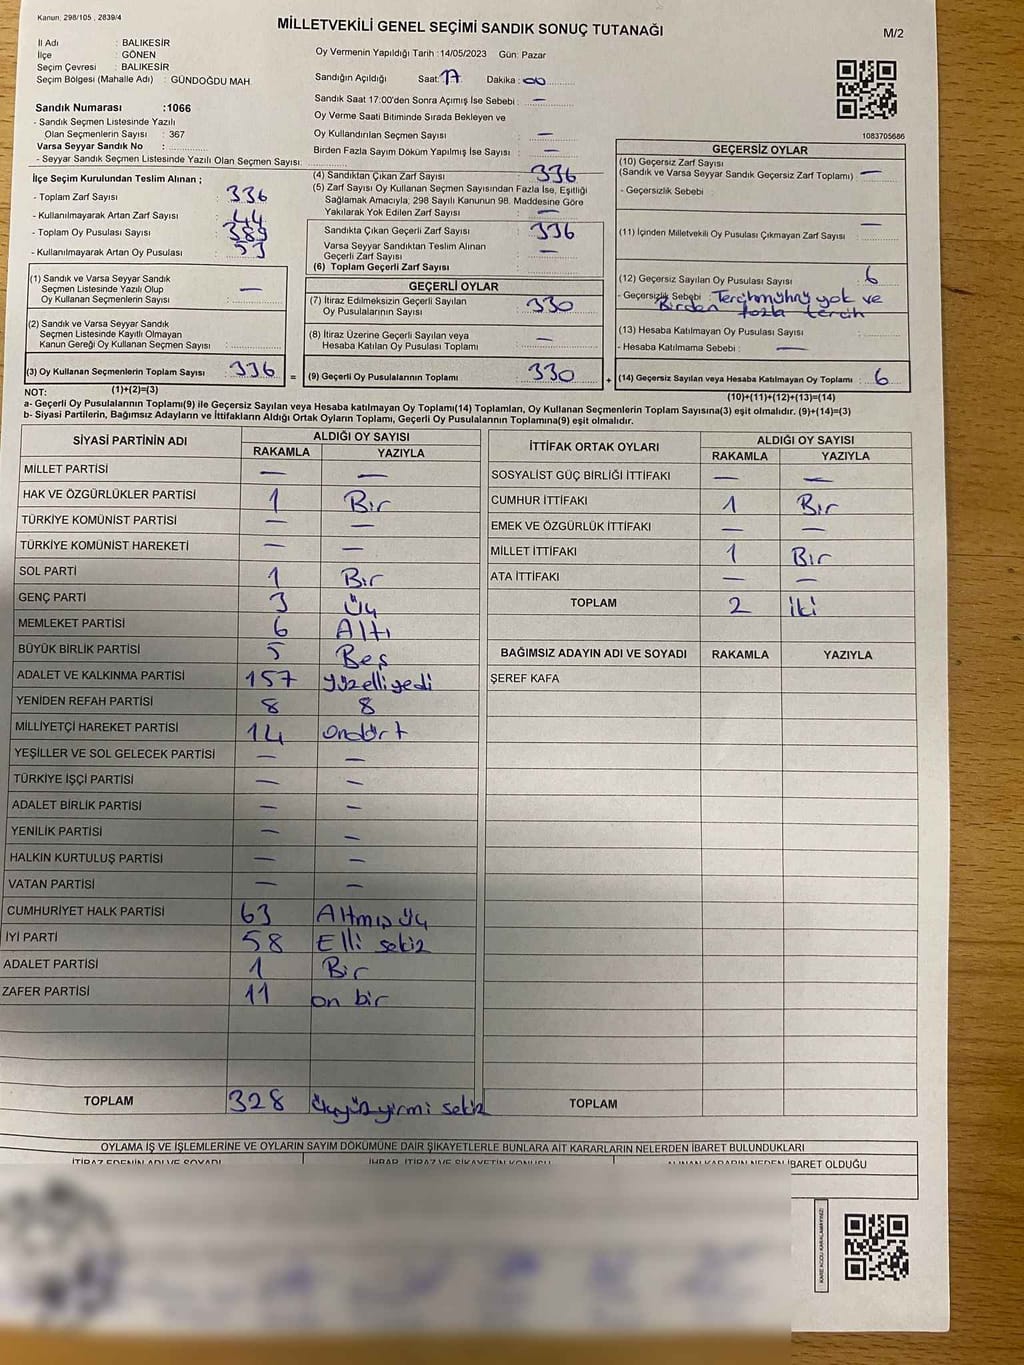 Kanun, 298/105 , 2839/4
MİLLETVEKİLİ GENEL SEÇİMİ SANDIK SONUÇ TUTANAĞI
M/2
İl Adı : BALIKESİR
İlçe : GÖNEN
Seçim Çevresi : BALIKESİR
Seçim Bölgesi (Mahalle Adı) : GÜNDOĞDU MAH.
Sandık Numarası :1066
- Sandık Seçmen Listesinde Yazılı
Olan Seçmenlerin Sayısı : 367
Varsa Seyyar Sandık No :
- Seyyar Sandık Seçmen Listesinde Yazılı Olan Seçmen Sayısı:
Oy Vermenin Yapıldığı Tarih :14/05/2023 Gün: Pazar
Sandığın Açıldığı Saat: 17 Dakika : 00
Sandık Saat 17:00'den Sonra Açımış İse Sebebi : —
Oy Verme Saati Bitiminde Sırada Bekleyen ve
Oy Kullandırılan Seçmen Sayısı : —
Birden Fazla Sayım Döküm Yapılmış İse Sayısı : —
1083705686
İlçe Seçim Kurulundan Teslim Alınan ;
- Toplam Zarf Sayısı : 336
- Kullanılmayarak Artan Zarf Sayısı : 44
- Toplam Oy Pusulası Sayısı : 389
- Kullanılmayarak Artan Oy Pusulası : 53
(4) Sandıktan Çıkan Zarf Sayısı : 336
(5) Zarf Sayısı Oy Kullanan Seçmen Sayısından Fazla İse, Eşitliği
Sağlamak Amacıyla, 298 Sayılı Kanunun 98. Maddesine Göre
Yakılarak Yok Edilen Zarf Sayısı : —
Sandıkta Çıkan Geçerli Zarf Sayısı : 336
Varsa Seyyar Sandıktan Teslim Alınan
Geçerli Zarf Sayısı : —
(6) Toplam Geçerli Zarf Sayısı :
GEÇERSİZ OYLAR
(10) Geçersiz Zarf Sayısı
(Sandık ve Varsa Seyyar Sandık Geçersiz Zarf Toplamı) : —
- Geçersizlik Sebebi :
(11) İçinden Milletvekili Oy Pusulası Çıkmayan Zarf Sayısı : —
(12) Geçersiz Sayılan Oy Pusulası Sayısı : 6
- Geçersizlik Sebebi : Tercihmührü yok ve
Birden fazla tercih
(13) Hesaba Katılmayan Oy Pusulası Sayısı :
- Hesaba Katılmama Sebebi : —
(14) Geçersiz Sayılan veya Hesaba Katılmayan Oy Toplamı : 6
(10)+(11)+(12)+(13)=(14)
(1) Sandık ve Varsa Seyyar Sandık
Seçmen Listesinde Yazılı Olup
Oy Kullanan Seçmenlerin Sayısı : —
(2) Sandık ve Varsa Seyyar Sandık
Seçmen Listesinde Kayıtlı Olmayan
Kanun Gereği Oy Kullanan Seçmen Sayısı :
(3) Oy Kullanan Seçmenlerin Toplam Sayısı : 336 =
(1)+(2)=(3)
GEÇERLİ OYLAR
(7) İtiraz Edilmeksizin Geçerli Sayılan
Oy Pusulalarının Sayısı : 330
(8) İtiraz Üzerine Geçerli Sayılan veya
Hesaba Katılan Oy Pusulası Toplamı : —
(9) Geçerli Oy Pusulalarının Toplamı : 330 +
NOT:
a- Geçerli Oy Pusulalarının Toplamı(9) ile Geçersiz Sayılan veya Hesaba katılmayan Oy Toplamı(14) Toplamları, Oy Kullanan Seçmenlerin Toplam Sayısına(3) eşit olmalıdır. (9)+(14)=(3)
b- Siyasi Partilerin, Bağımsız Adayların ve İttifakların Aldığı Ortak Oyların Toplamı, Geçerli Oy Pusulalarının Toplamına(9) eşit olmalıdır.
SİYASİ PARTİNİN ADI ALDIĞI OY SAYISI
RAKAMLA YAZIYLA
MİLLET PARTİSİ — —
HAK VE ÖZGÜRLÜKLER PARTİSİ 1 Bir
TÜRKİYE KOMÜNİST PARTİSİ — —
TÜRKİYE KOMÜNİST HAREKETİ — —
SOL PARTİ 1 Bir
GENÇ PARTİ 3 Üç
MEMLEKET PARTİSİ 6 Altı
BÜYÜK BİRLİK PARTİSİ 5 Beş
ADALET VE KALKINMA PARTİSİ 157 Yüzelliyedi
YENİDEN REFAH PARTİSİ 8 8
MİLLİYETÇİ HAREKET PARTİSİ 14 Ondört
YEŞİLLER VE SOL GELECEK PARTİSİ — —
TÜRKİYE İŞÇİ PARTİSİ — —
ADALET BİRLİK PARTİSİ — —
YENİLİK PARTİSİ — —
HALKIN KURTULUŞ PARTİSİ — —
VATAN PARTİSİ — —
CUMHURİYET HALK PARTİSİ 63 Altmış üç
İYİ PARTİ 58 Elli sekiz
ADALET PARTİSİ 1 Bir
ZAFER PARTİSİ 11 on bir
TOPLAM 328 üçyüzyirmi sekiz
İTTİFAK ORTAK OYLARI ALDIĞI OY SAYISI
RAKAMLA YAZIYLA
SOSYALİST GÜÇ BİRLİĞİ İTTİFAKI — —
CUMHUR İTTİFAKI 1 Bir
EMEK VE ÖZGÜRLÜK İTTİFAKI — —
MİLLET İTTİFAKI 1 Bir
ATA İTTİFAKI — —
TOPLAM 2 iki
BAĞIMSIZ ADAYIN ADI VE SOYADI RAKAMLA YAZIYLA
ŞEREF KAFA
TOPLAM
OYLAMA İŞ VE İŞLEMLERİNE VE OYLARIN SAYIM DÖKÜMÜNE DAİR ŞİKAYETLERLE BUNLARA AİT KARARLARIN NELERDEN İBARET BULUNDUKLARI
İTİRAZ EDENİN ADI VE SOYADI İHBAR, İTİRAZ VE ŞİKAYETİN KONUSU ALINAN KARARIN NEDEN İBARET OLDUĞU
KARE KODU KARALAMAYINIZ!